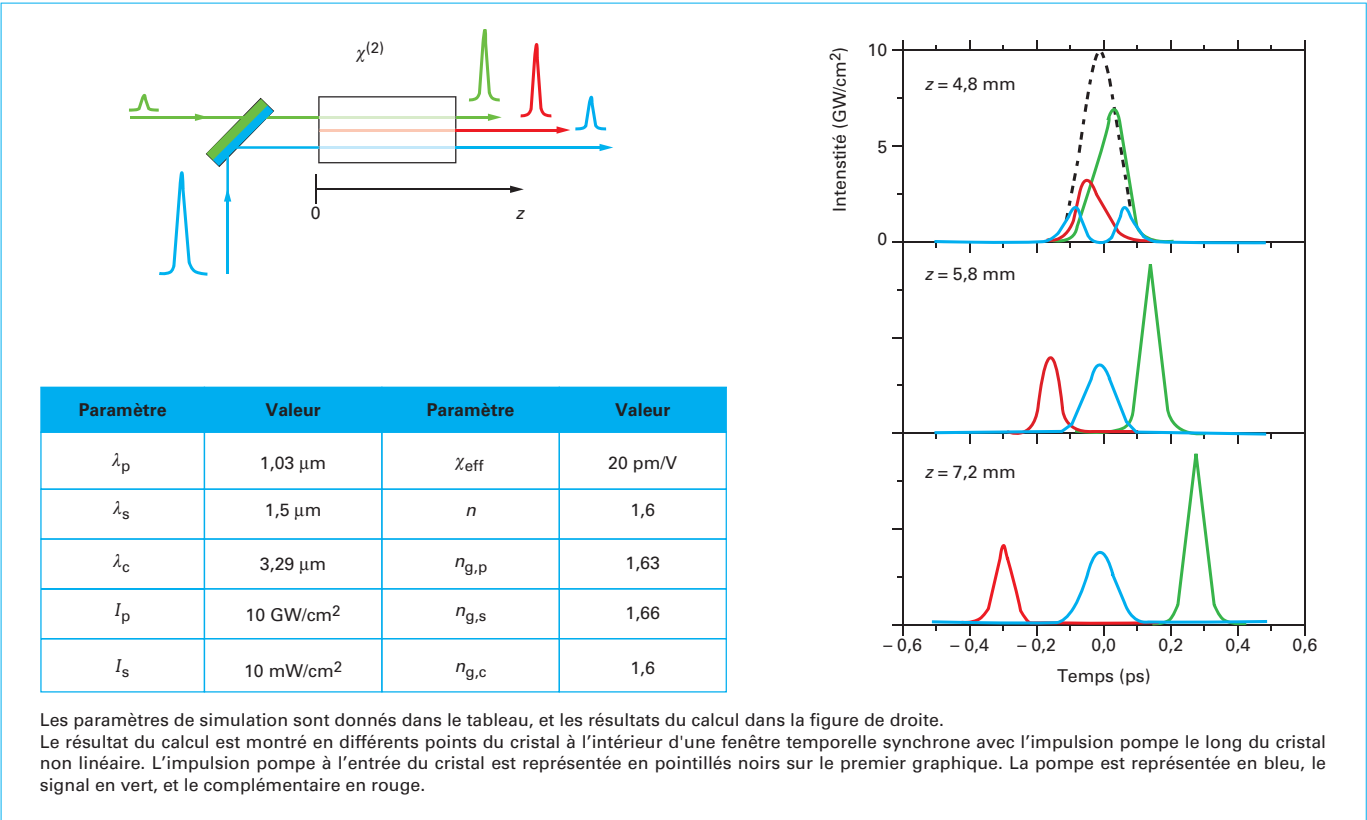 χ(2)
0
z
Intenstité (GW/cm2)
10
5
0
z = 4,8 mm
z = 5,8 mm
z = 7,2 mm
– 0,6 – 0,4 – 0,2 0,0 0,2 0,4 0,6
Temps (ps)
Paramètre Valeur Paramètre Valeur
λp 1,03 μm χeff 20 pm/V
λs 1,5 μm n 1,6
λc 3,29 μm ng,p 1,63
Ip 10 GW/cm2 ng,s 1,66
Is 10 mW/cm2 ng,c 1,6
Les paramètres de simulation sont donnés dans le tableau, et les résultats du calcul dans la figure de droite.
Le résultat du calcul est montré en différents points du cristal à l'intérieur d'une fenêtre temporelle synchrone avec l'impulsion pompe le long du cristal
non linéaire. L'impulsion pompe à l'entrée du cristal est représentée en pointillés noirs sur le premier graphique. La pompe est représentée en bleu, le
signal en vert, et le complémentaire en rouge.